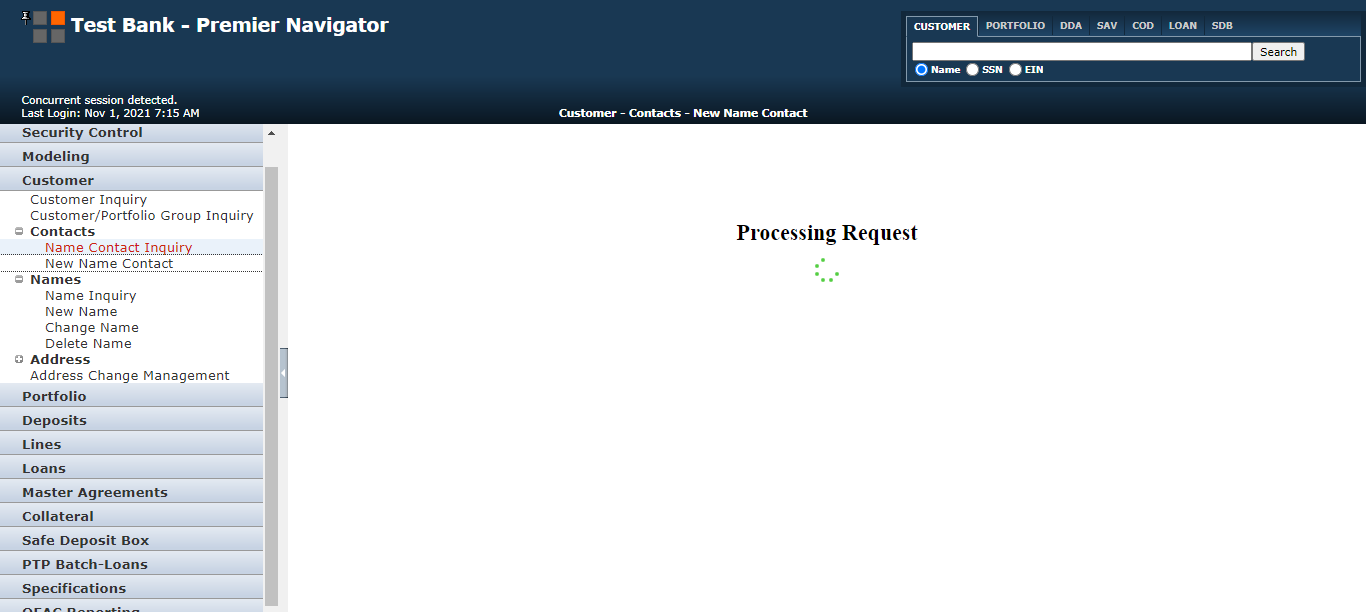 Test Bank - Premier Navigator
CUSTOMER PORTFOLIO DDA SAV COD LOAN SDB
Search
Name SSN EIN
Concurrent session detected.
Last Login: Nov 1, 2021 7:15 AM
Customer - Contacts - New Name Contact
Security Control
Modeling
Customer
Customer Inquiry
Customer/Portfolio Group Inquiry
Contacts
Name Contact Inquiry
New Name Contact
Names
Name Inquiry
New Name
Change Name
Delete Name
Address
Address Change Management
Portfolio
Deposits
Lines
Loans
Master Agreements
Collateral
Safe Deposit Box
PTP Batch-Loans
Specifications
OFAC Reporting
Processing Request